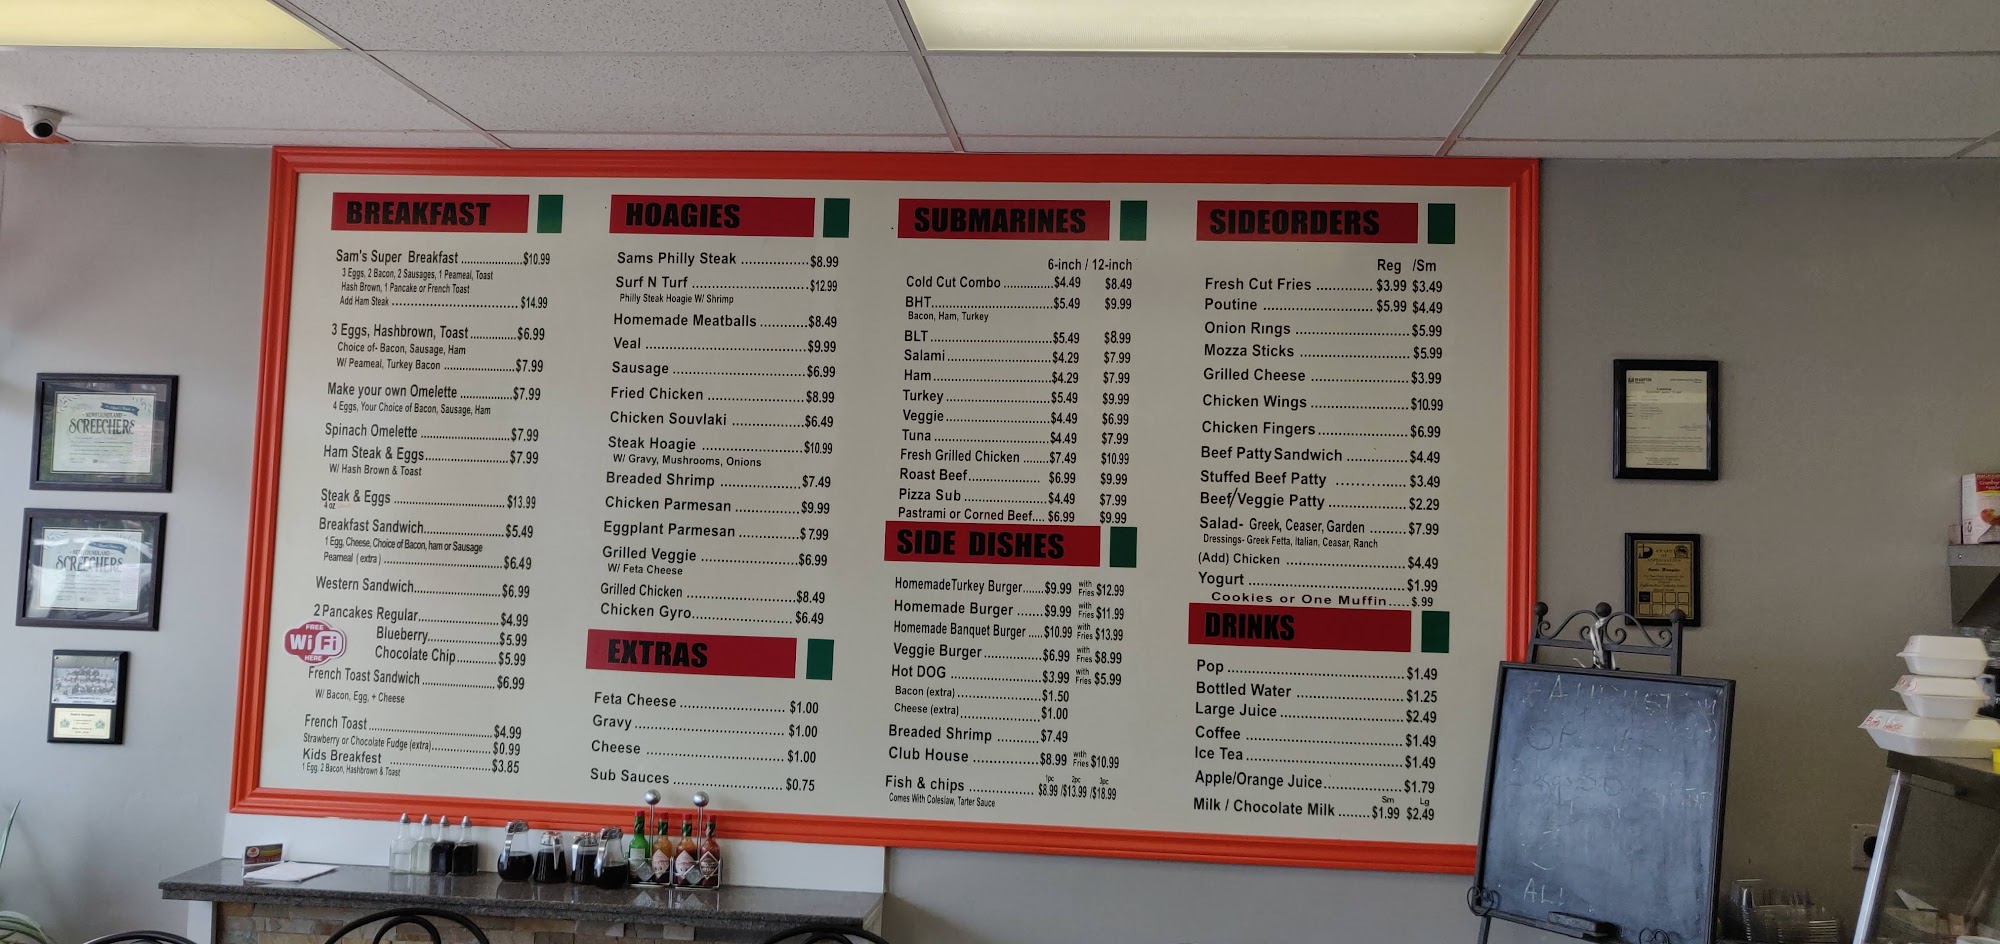 BREAKFAST
Sam's Super Breakfast ....................$10.99
3 Eggs, 2 Bacon, 2 Sausages, 1 Peameal, Toast
Hash Brown, 1 Pancake or French Toast
Add Ham Steak ........................................ $14.99
3 Eggs, Hashbrown, Toast ...............$6.99
Choice of- Bacon, Sausage, Ham
W/ Peameal, Turkey Bacon ......................$7.99
Make your own Omelette ..................$7.99
4 Eggs, Your Choice of Bacon, Sausage, Ham
Spinach Omelette .............................$7.99
Ham Steak & Eggs............................$7.99
W/ Hash Brown & Toast
Steak & Eggs .....................................$13.99
4 oz
Breakfast Sandwich...........................$5.49
1 Egg, Cheese, Choice of Bacon, ham or Sausage
Peameal ( extra ) .....................................$6.49
Western Sandwich.............................$6.99
2 Pancakes Regular...........................$4.99
Blueberry.......................$5.99
Chocolate Chip.............$5.99
FREE
WiFi
HERE
French Toast Sandwich ........................$6.99
W/ Bacon, Egg, + Cheese
French Toast .........................................$4.99
Strawberry or Chocolate Fudge (extra)....................$0.99
Kids Breakfast ...................................$3.85
1 Egg, 2 Bacon, Hashbrown & Toast
HOAGIES
Sams Philly Steak ................$8.99
Surf N Turf ............................$12.99
Philly Steak Hoagie W/ Shrimp
Homemade Meatballs ............$8.49
Veal .........................................$9.99
Sausage ..................................$6.99
Fried Chicken .........................$8.99
Chicken Souvlaki ..................$6.49
Steak Hoagie .........................$10.99
W/ Gravy, Mushrooms, Onions
Breaded Shrimp ....................$7.49
Chicken Parmesan ................$9.99
Eggplant Parmesan ...............$7.99
Grilled Veggie ........................$6.99
W/ Feta Cheese
Grilled Chicken ............................$8.49
Chicken Gyro..........................$6.49
EXTRAS
Feta Cheese .......................... $1.00
Gravy ...................................... $1.00
Cheese ................................... $1.00
Sub Sauces ............................ $0.75
SUBMARINES
6-inch / 12-inch
Cold Cut Combo ..............$4.49 $8.49
BHT..................................$5.49 $9.99
Bacon, Ham, Turkey
BLT...................................$5.49 $8.99
Salami..............................$4.29 $7.99
Ham..................................$4.29 $7.99
Turkey..............................$5.49 $9.99
Veggie..............................$4.49 $6.99
Tuna.................................$4.49 $7.99
Fresh Grilled Chicken .......$7.49 $10.99
Roast Beef..................... $6.99 $9.99
Pizza Sub.........................$4.49 $7.99
Pastrami or Corned Beef.... $6.99 $9.99
SIDE DISHES
Homemade Turkey Burger......$9.99 with Fries $12.99
Homemade Burger .......$9.99 with Fries $11.99
Homemade Banquet Burger .....$10.99 with Fries $13.99
Veggie Burger................$6.99 with Fries $8.99
Hot DOG ........................$3.99 with Fries $5.99
Bacon (extra) .........................$1.50
Cheese (extra).........................$1.00
Breaded Shrimp ............$7.49
Club House ...................$8.99 with Fries $10.99
1pc 2pc 3pc
Fish & chips .................. $8.99 /$13.99 /$18.99
Comes With Coleslaw, Tarter Sauce
SIDEORDERS
Reg /Sm
Fresh Cut Fries ............. $3.99 $3.49
Poutine ......................... $5.99 $4.49
Onion Rings ...........................$5.99
Mozza Sticks ..........................$5.99
Grilled Cheese .......................$3.99
Chicken Wings .......................$10.99
Chicken Fingers......................$6.99
Beef Patty Sandwich ...............$4.49
Stuffed Beef Patty ................$3.49
Beef/Veggie Patty ...................$2.29
Salad- Greek, Ceaser, Garden .........$7.99
Dressings- Greek Fetta, Italian, Ceasar, Ranch
(Add) Chicken ............................$4.49
Yogurt .....................................$1.99
Cookies or One Muffin.....$.99
DRINKS
Pop ..........................................$1.49
Bottled Water ..........................$1.25
Large Juice .............................$2.49
Coffee ......................................$1.49
Ice Tea......................................$1.49
Apple/Orange Juice...................$1.79
Sm Lg
Milk / Chocolate Milk ........$1.99 $2.49
NEWFOUNDLAND
SCREECHERS
NEWFOUNDLAND
SCREECHERS
ALL